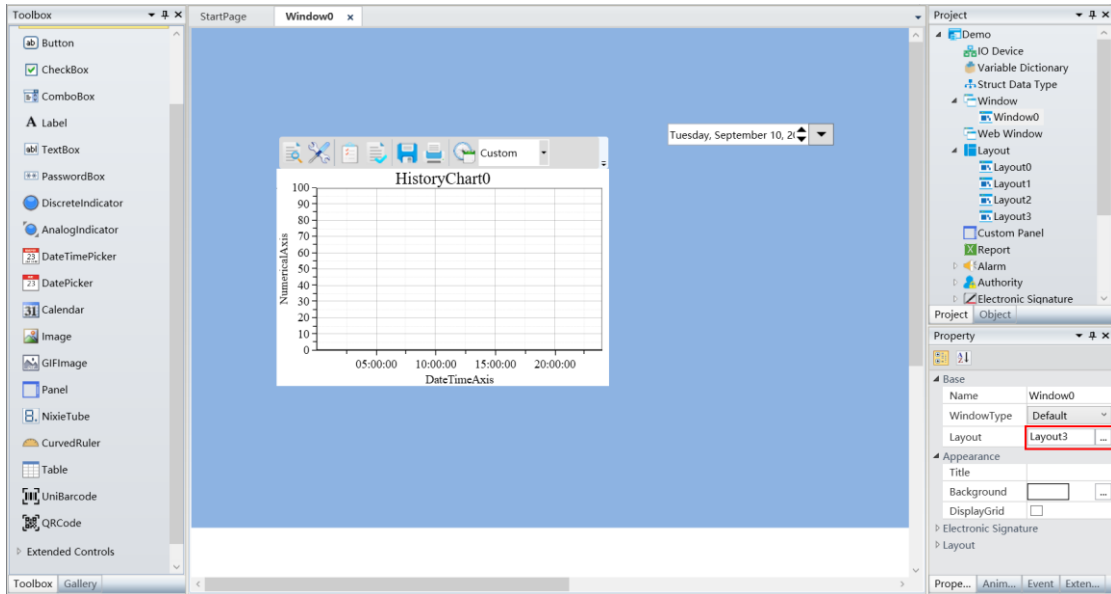 Toolbox
Button
CheckBox
ComboBox
A Label
TextBox
PasswordBox
DiscreteIndicator
AnalogIndicator
DateTimePicker
DatePicker
Calendar
Image
GIFImage
Panel
NixieTube
CurvedRuler
Table
UniBarcode
QRCode
Extended Controls
Toolbox Gallery
StartPage Window0 x
Custom
HistoryChart0
100
90
80
70
60
50
40
30
20
10
0
NumericalAxis
05:00:00 10:00:00 15:00:00 20:00:00
DateTimeAxis
Tuesday, September 10, 2(
Project
Demo
IO Device
Variable Dictionary
Struct Data Type
Window
Window0
Web Window
Layout
Layout0
Layout1
Layout2
Layout3
Custom Panel
Report
Alarm
Authority
Electronic Signature
Project Object
Property
Base
Name Window0
WindowType Default
Layout Layout3 ...
Appearance
Title
Background ...
DisplayGrid
Electronic Signature
Layout
Prope... Anim... Event Exten...